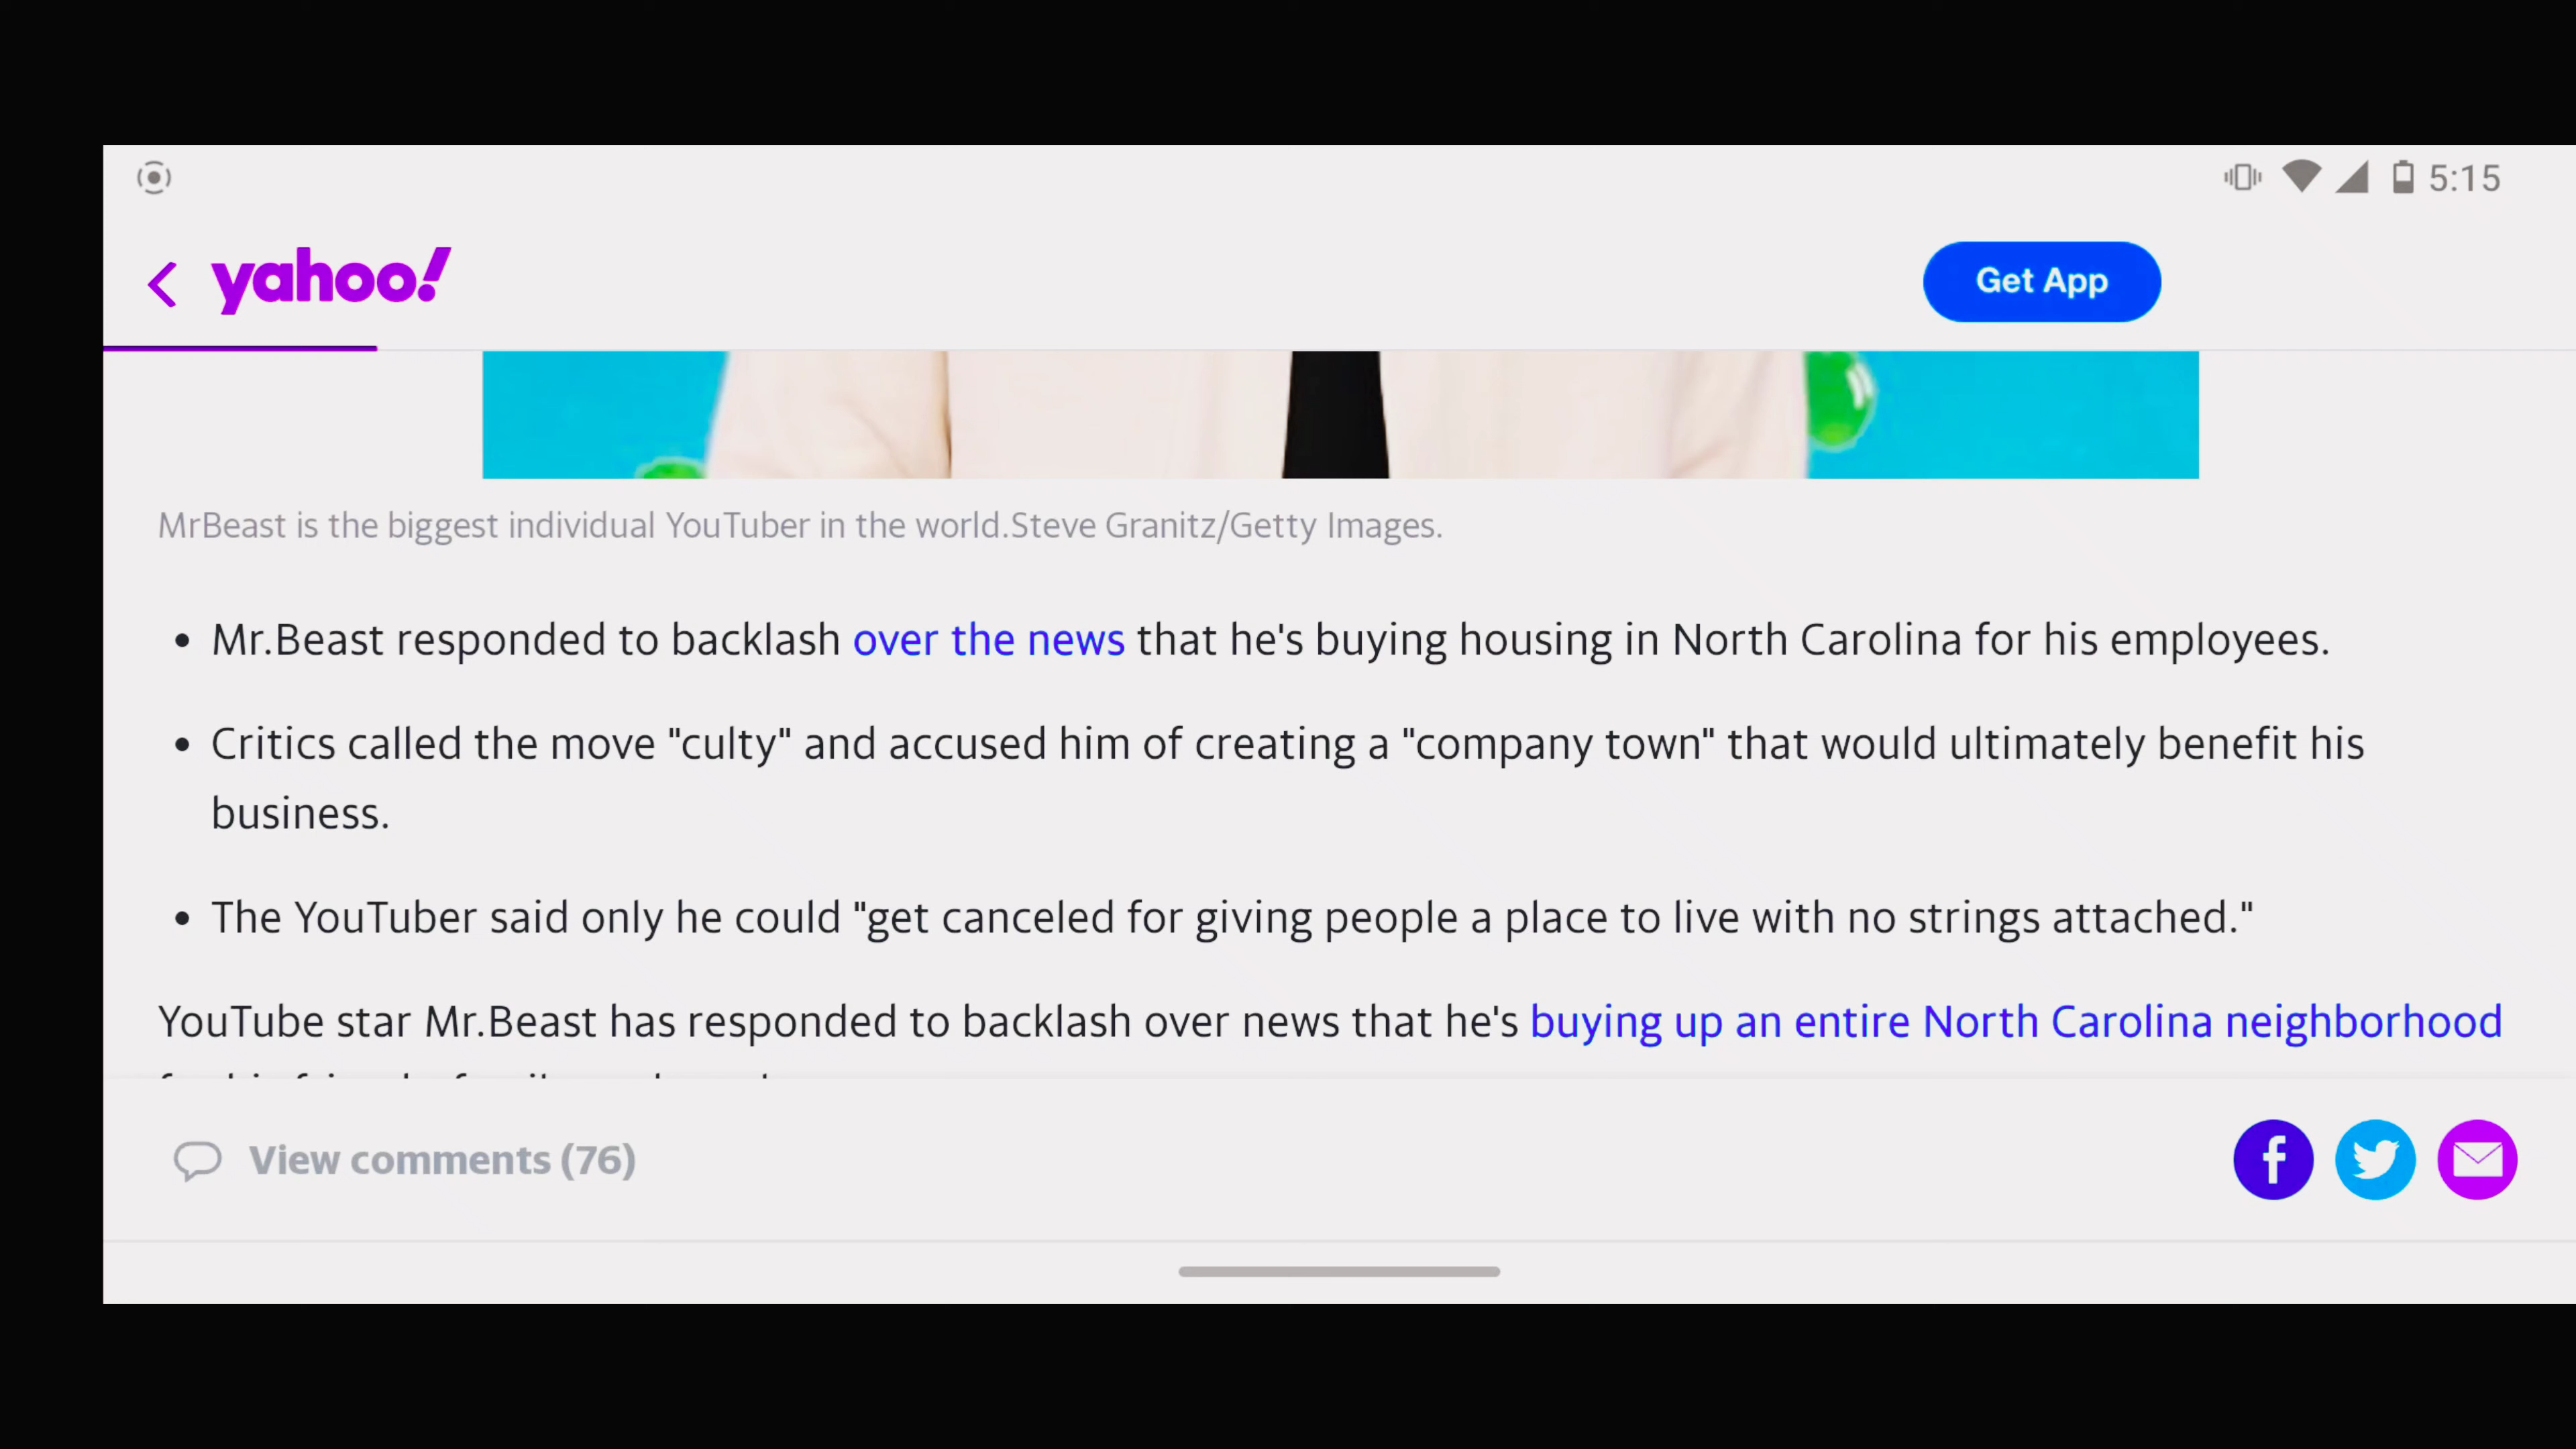 5:15
yahoo!
Get App
MrBeast is the biggest individual YouTuber in the world.Steve Granitz/Getty Images.
• Mr.Beast responded to backlash over the news that he's buying housing in North Carolina for his employees.
• Critics called the move "culty" and accused him of creating a "company town" that would ultimately benefit his
business.
• The YouTuber said only he could "get canceled for giving people a place to live with no strings attached."
YouTube star Mr.Beast has responded to backlash over news that he's buying up an entire North Carolina neighborhood
View comments (76)